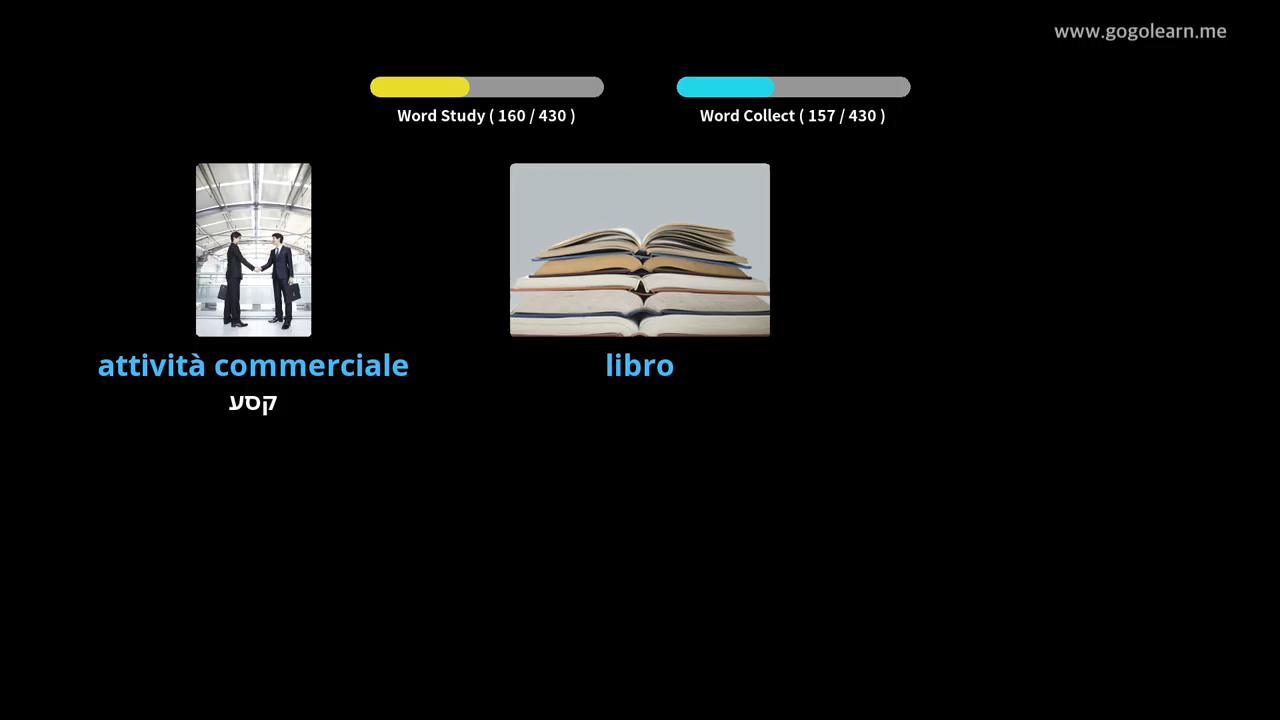 www.gogolearn.me
Word Study ( 160 / 430 )
Word Collect ( 157 / 430 )
attività commerciale
קסע
libro